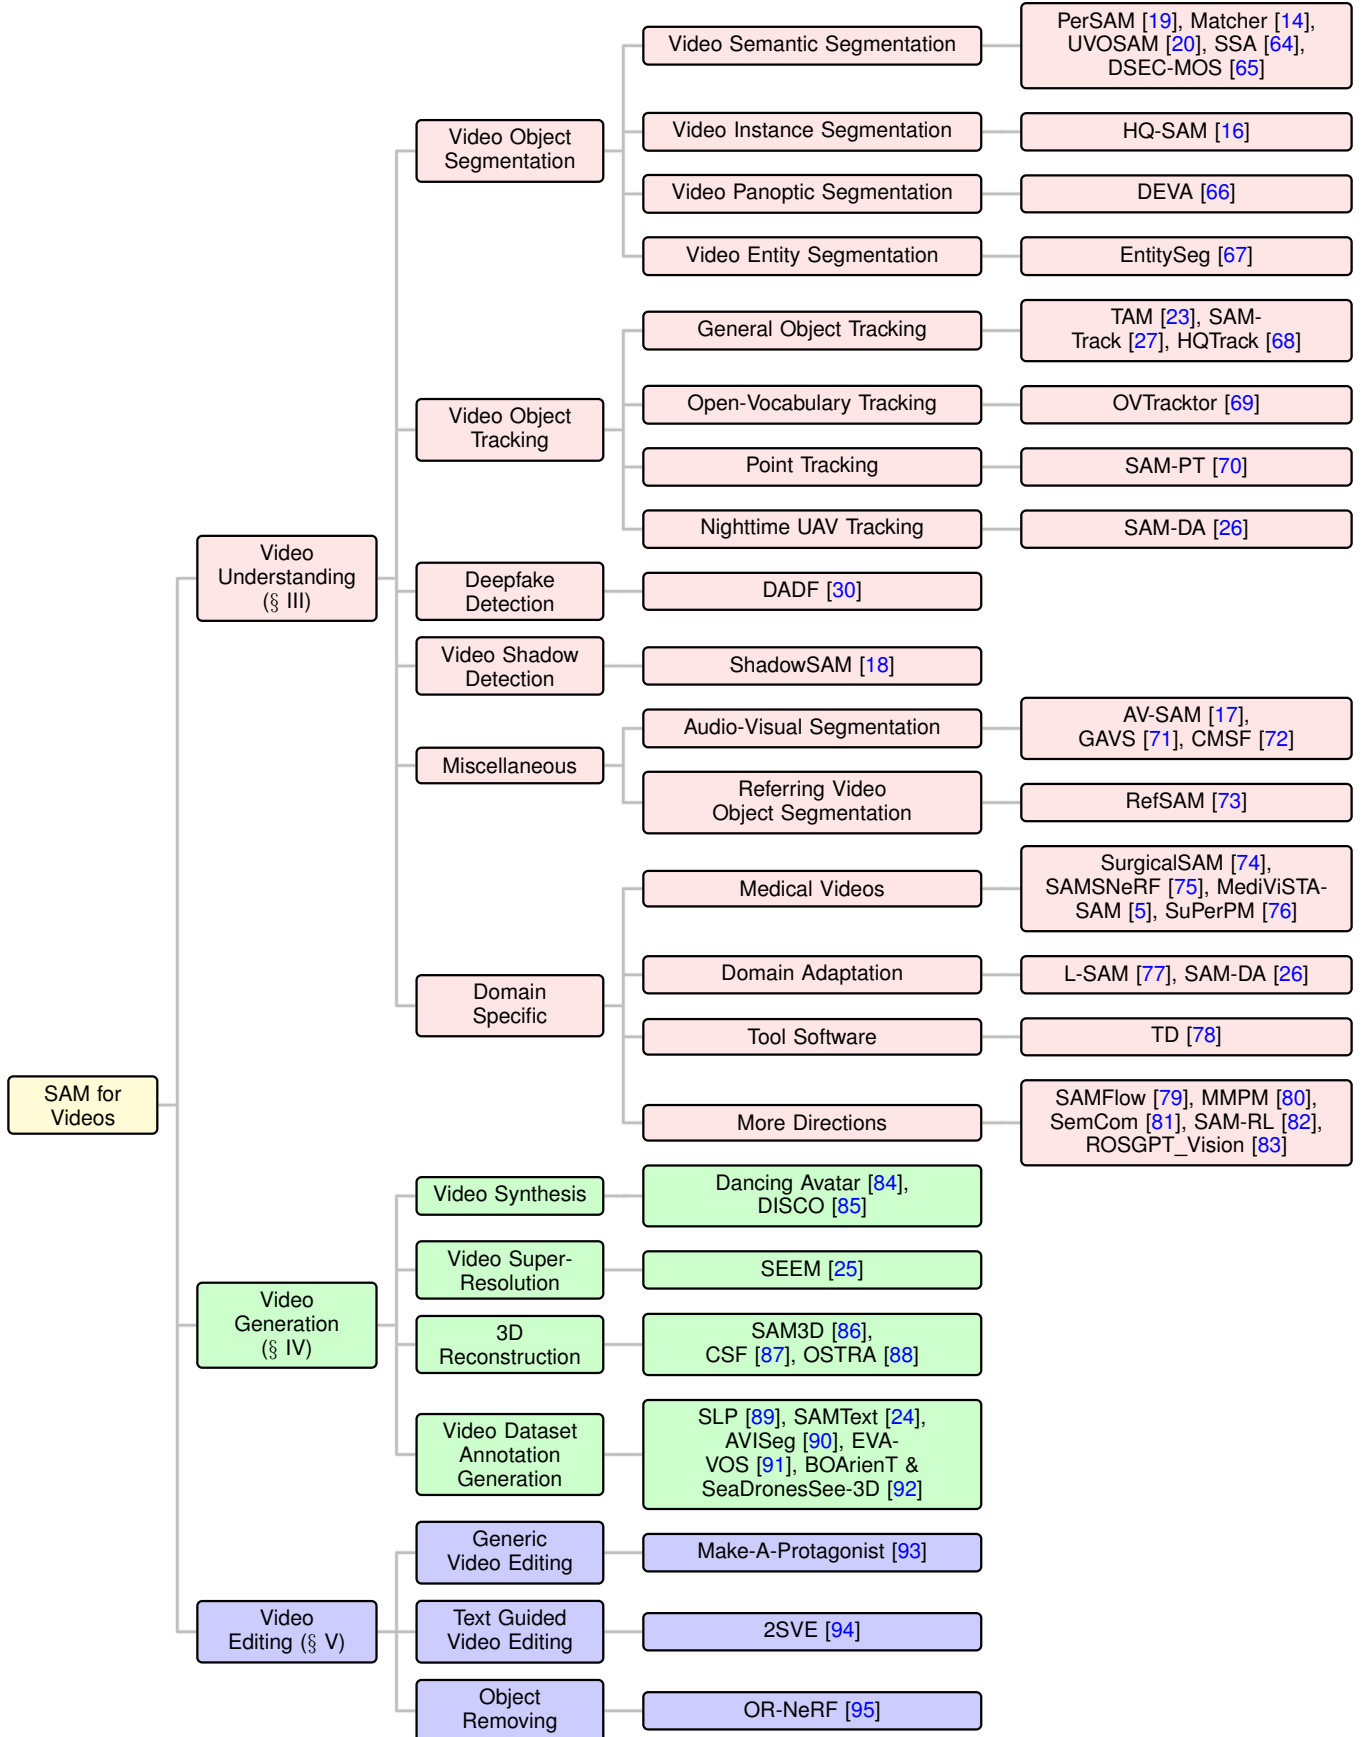 SAM for
Videos
Video
Understanding
(§ III)
Video Object
Segmentation
Video Semantic Segmentation
PerSAM [19], Matcher [14],
UVOSAM [20], SSA [64],
DSEC-MOS [65]
Video Instance Segmentation
HQ-SAM [16]
Video Panoptic Segmentation
DEVA [66]
Video Entity Segmentation
EntitySeg [67]
Video Object
Tracking
General Object Tracking
TAM [23], SAM-
Track [27], HQTrack [68]
Open-Vocabulary Tracking
OVTracktor [69]
Point Tracking
SAM-PT [70]
Nighttime UAV Tracking
SAM-DA [26]
Deepfake
Detection
DADF [30]
Video Shadow
Detection
ShadowSAM [18]
Miscellaneous
Audio-Visual Segmentation
AV-SAM [17],
GAVS [71], CMSF [72]
Referring Video
Object Segmentation
RefSAM [73]
Domain
Specific
Medical Videos
SurgicalSAM [74],
SAMSNeRF [75], MediViSTA-
SAM [5], SuPerPM [76]
Domain Adaptation
L-SAM [77], SAM-DA [26]
Tool Software
TD [78]
More Directions
SAMFlow [79], MMPM [80],
SemCom [81], SAM-RL [82],
ROSGPT_Vision [83]
Video
Generation
(§ IV)
Video Synthesis
Dancing Avatar [84],
DISCO [85]
Video Super-
Resolution
SEEM [25]
3D
Reconstruction
SAM3D [86],
CSF [87], OSTRA [88]
Video Dataset
Annotation
Generation
SLP [89], SAMText [24],
AVISeg [90], EVA-
VOS [91], BOArienT &
SeaDronesSee-3D [92]
Video
Editing (§ V)
Generic
Video Editing
Make-A-Protagonist [93]
Text Guided
Video Editing
2SVE [94]
Object
Removing
OR-NeRF [95]